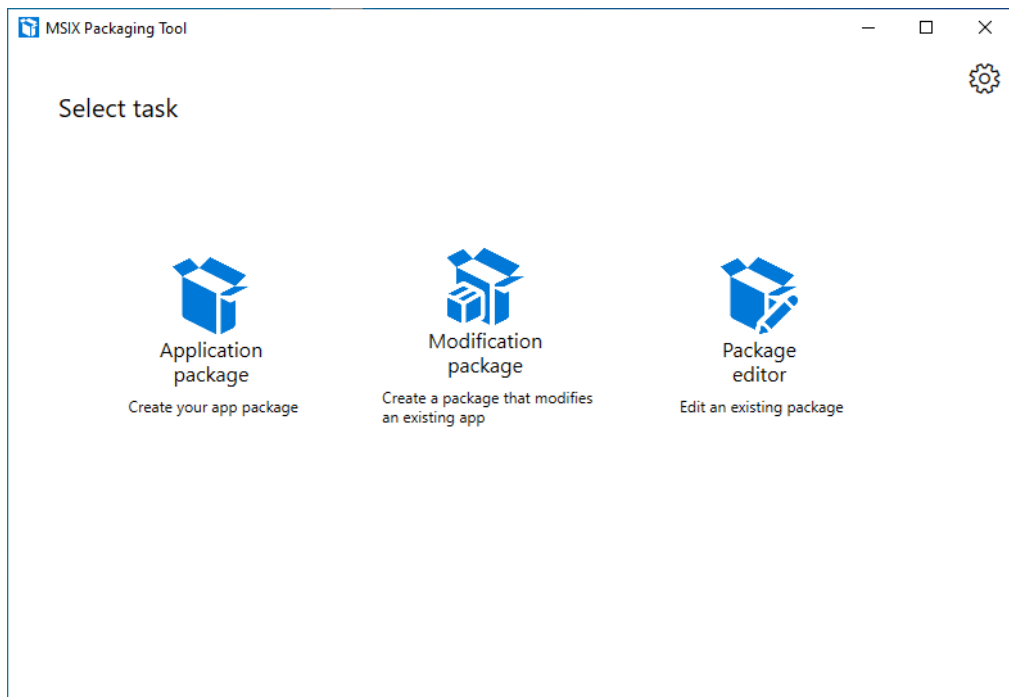 MSIX Packaging Tool
Select task
Application
package
Create your app package
Modification
package
Create a package that modifies
an existing app
Package
editor
Edit an existing package